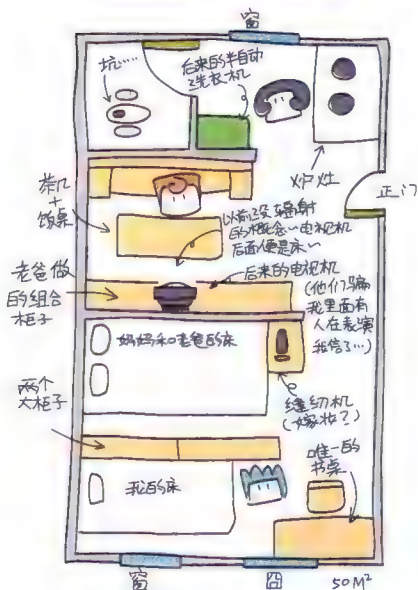 窗
坑……
后来的半自动
洗衣机
炉灶
正门
茶几
+
饭桌
以前没辐射
的概念~电视机
后面便是床~
老爸做
的组合
柜子
后来的电视机
(他们骗
我里面有
人在表演
我信了…)
妈妈和老爸的床
缝纫机
(嫁妆?)
两个
大柜子
我的床
唯一的
书桌
窗
囧
50M²